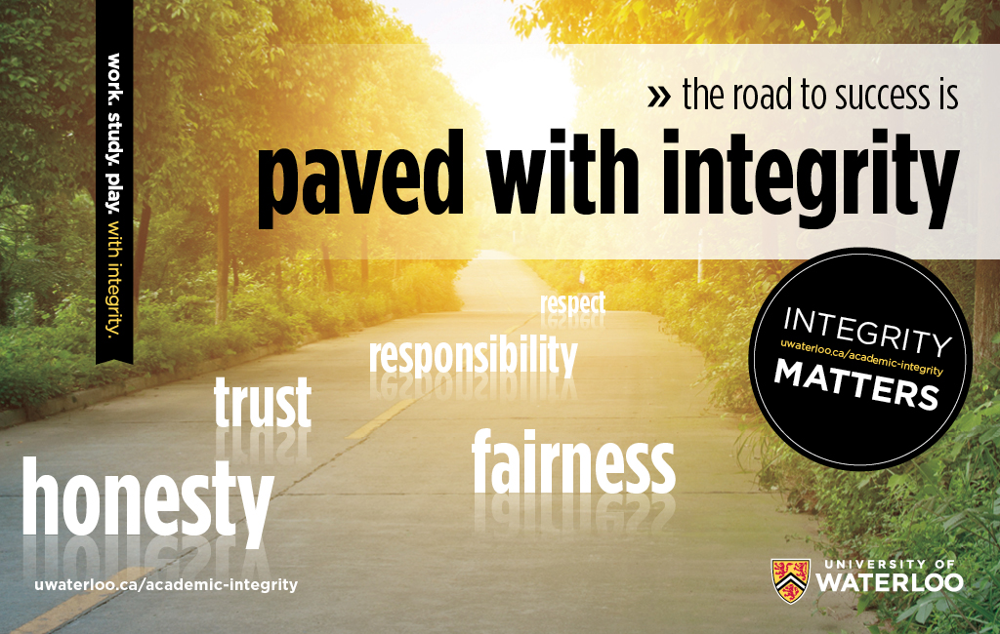 work. study. play. with integrity.
» the road to success is
paved with integrity
respect
responsibility
trust
fairness
honesty
INTEGRITY
uwaterloo.ca/academic-integrity
MATTERS
uwaterloo.ca/academic-integrity
UNIVERSITY OF
WATERLOO